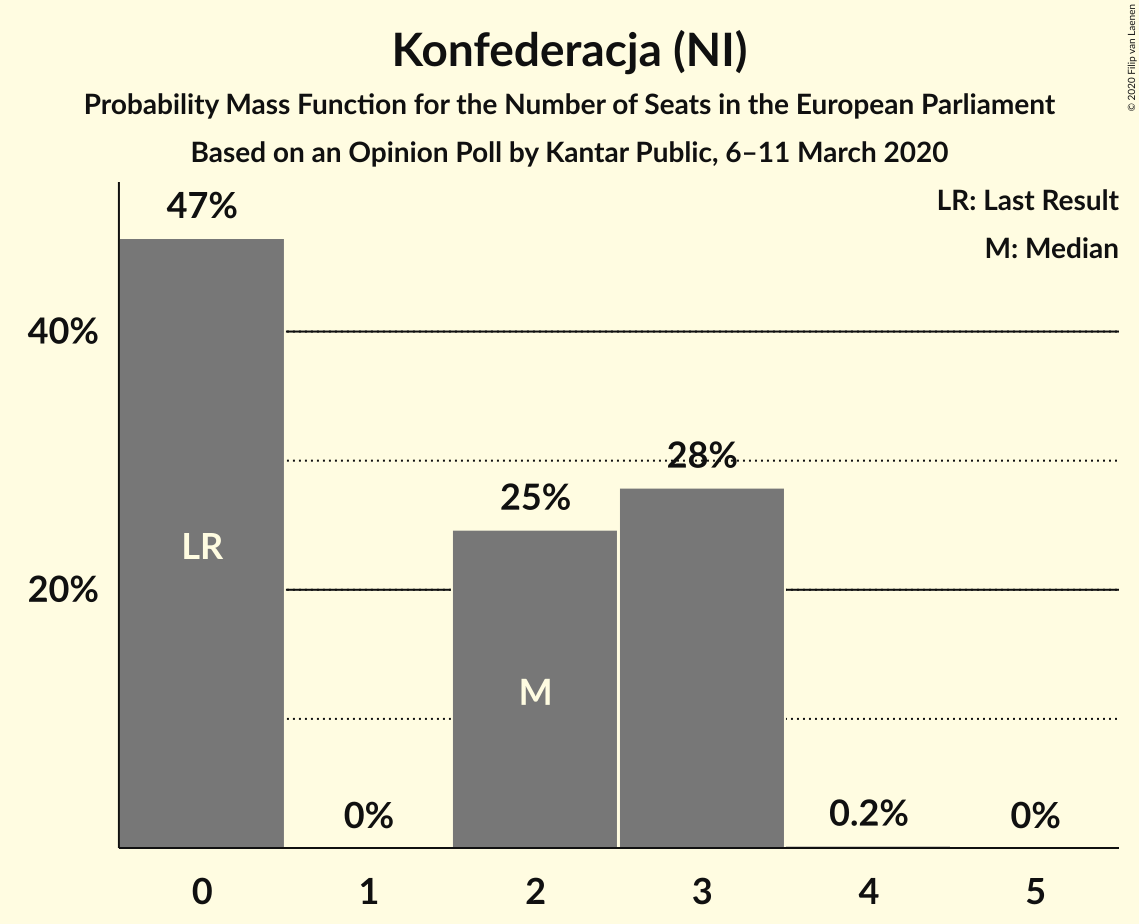 Konfederacja (NI)
Probability Mass Function for the Number of Seats in the European Parliament
Based on an Opinion Poll by Kantar Public, 6–11 March 2020
© 2020 Filip van Laenen
LR: Last Result
M: Median
47%
40%
28%
25%
LR
20%
M
0%
0.2%
0%
0 1 2 3 4 5